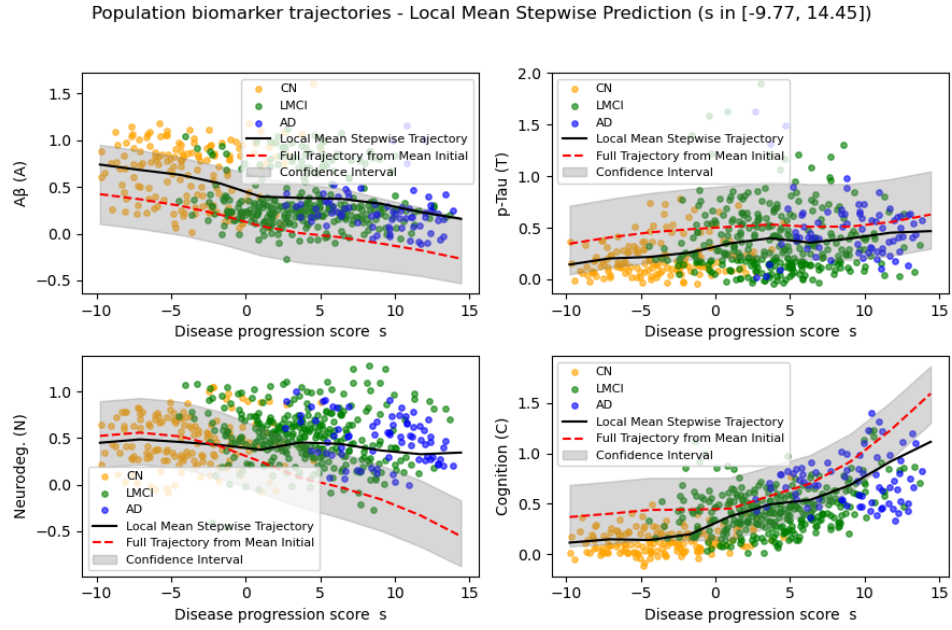 Population biomarker trajectories - Local Mean Stepwise Prediction (s in [-9.77, 14.45])
Aβ (A)
1.5
1.0
0.5
0.0
−0.5
CN
LMCI
AD
Local Mean Stepwise Trajectory
Full Trajectory from Mean Initial
Confidence Interval
−10 −5 0 5 10 15
Disease progression score s
p-Tau (T)
2.0
1.5
1.0
0.5
0.0
CN
LMCI
AD
Local Mean Stepwise Trajectory
Full Trajectory from Mean Initial
Confidence Interval
−10 −5 0 5 10 15
Disease progression score s
Neurodeg. (N)
1.0
0.5
0.0
−0.5
CN
LMCI
AD
Local Mean Stepwise Trajectory
Full Trajectory from Mean Initial
Confidence Interval
−10 −5 0 5 10 15
Disease progression score s
Cognition (C)
1.5
1.0
0.5
0.0
CN
LMCI
AD
Local Mean Stepwise Trajectory
Full Trajectory from Mean Initial
Confidence Interval
−10 −5 0 5 10 15
Disease progression score s